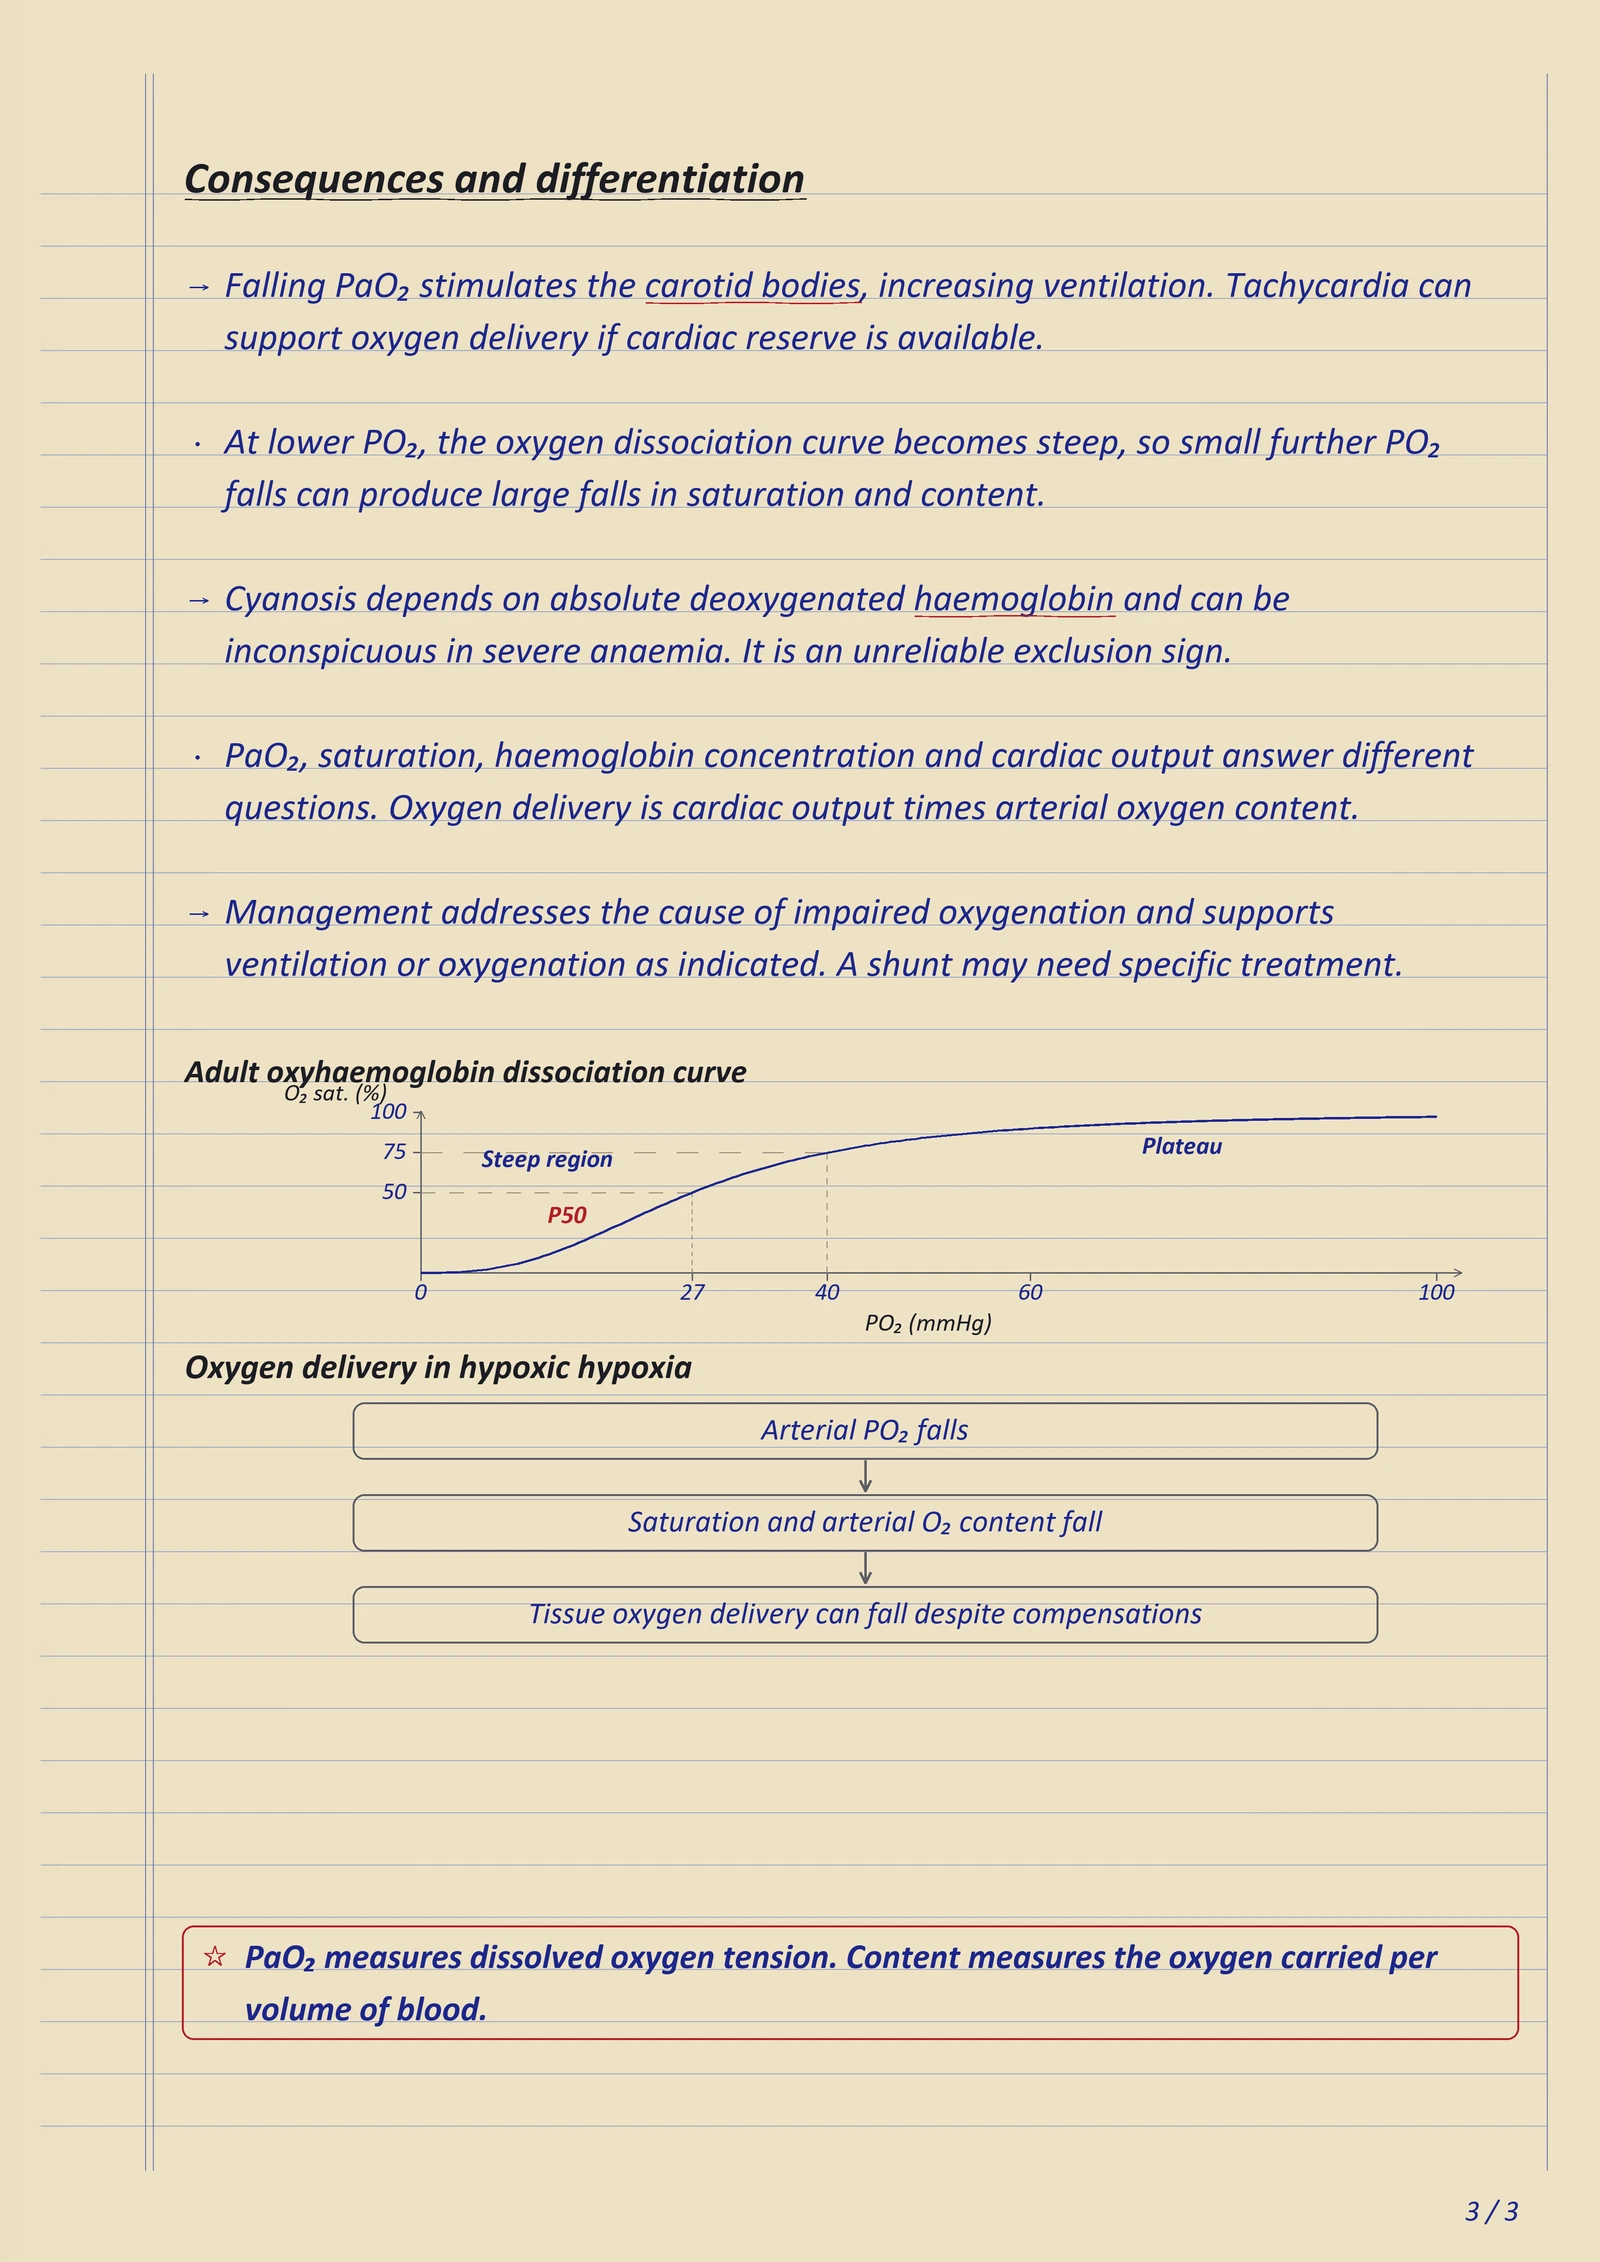 Consequences and differentiation
→ Falling PaO₂ stimulates the carotid bodies, increasing ventilation. Tachycardia can
support oxygen delivery if cardiac reserve is available.
· At lower PO₂, the oxygen dissociation curve becomes steep, so small further PO₂
falls can produce large falls in saturation and content.
→ Cyanosis depends on absolute deoxygenated haemoglobin and can be
inconspicuous in severe anaemia. It is an unreliable exclusion sign.
· PaO₂, saturation, haemoglobin concentration and cardiac output answer different
questions. Oxygen delivery is cardiac output times arterial oxygen content.
→ Management addresses the cause of impaired oxygenation and supports
ventilation or oxygenation as indicated. A shunt may need specific treatment.
Adult oxyhaemoglobin dissociation curve
O₂ sat. (%)
100
75
Steep region
Plateau
50
P50
0 27 40 60 100
PO₂ (mmHg)
Oxygen delivery in hypoxic hypoxia
Arterial PO₂ falls
Saturation and arterial O₂ content fall
Tissue oxygen delivery can fall despite compensations
☆ PaO₂ measures dissolved oxygen tension. Content measures the oxygen carried per
volume of blood.
3 / 3